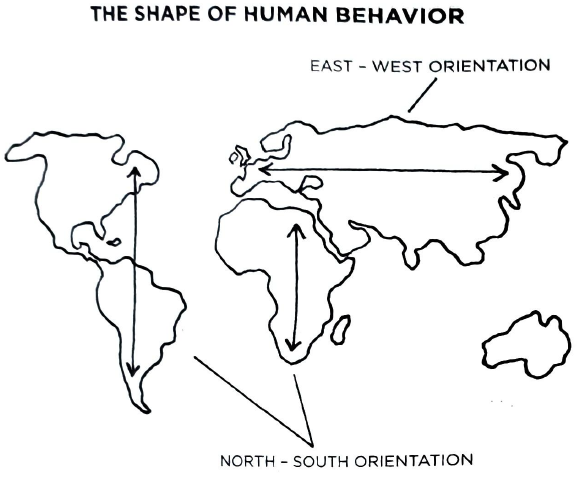 THE SHAPE OF HUMAN BEHAVIOR
EAST – WEST ORIENTATION
NORTH – SOUTH ORIENTATION